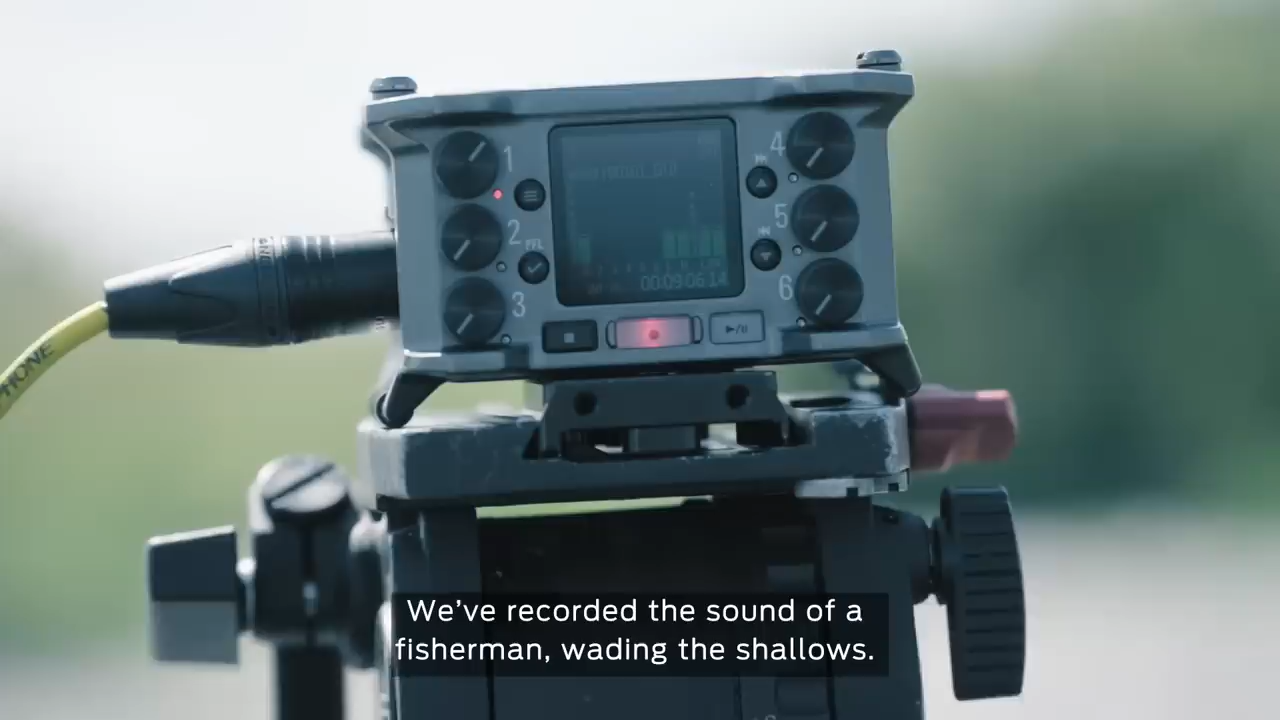 1
2
PFL
3
4
5
6
00:09:06:14
HONE
We've recorded the sound of a
fisherman, wading the shallows.